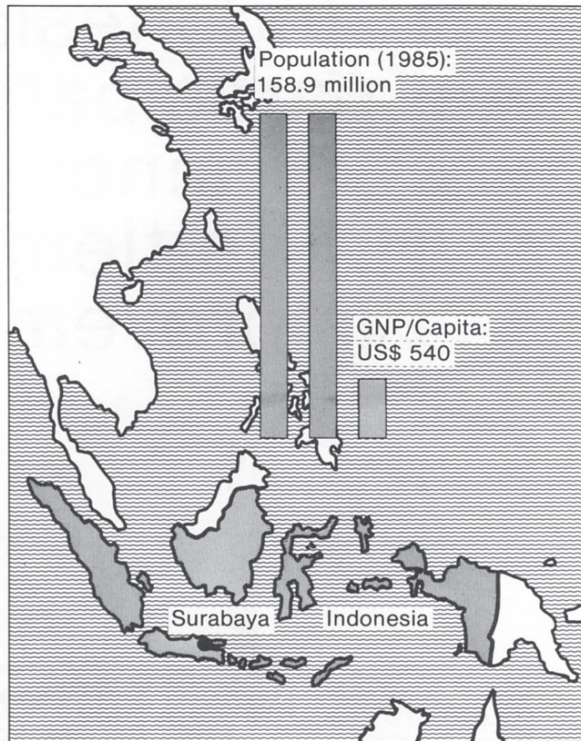 Population (1985):
158.9 million
GNP/Capita:
US$ 540
Surabaya
Indonesia